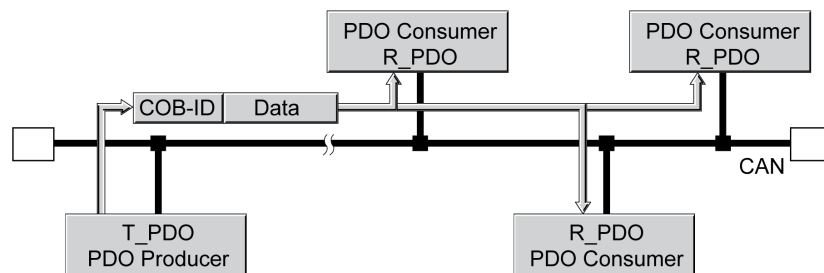 PDO Consumer
R_PDO
PDO Consumer
R_PDO
COB-ID
Data
CAN
T_PDO
PDO Producer
R_PDO
PDO Consumer